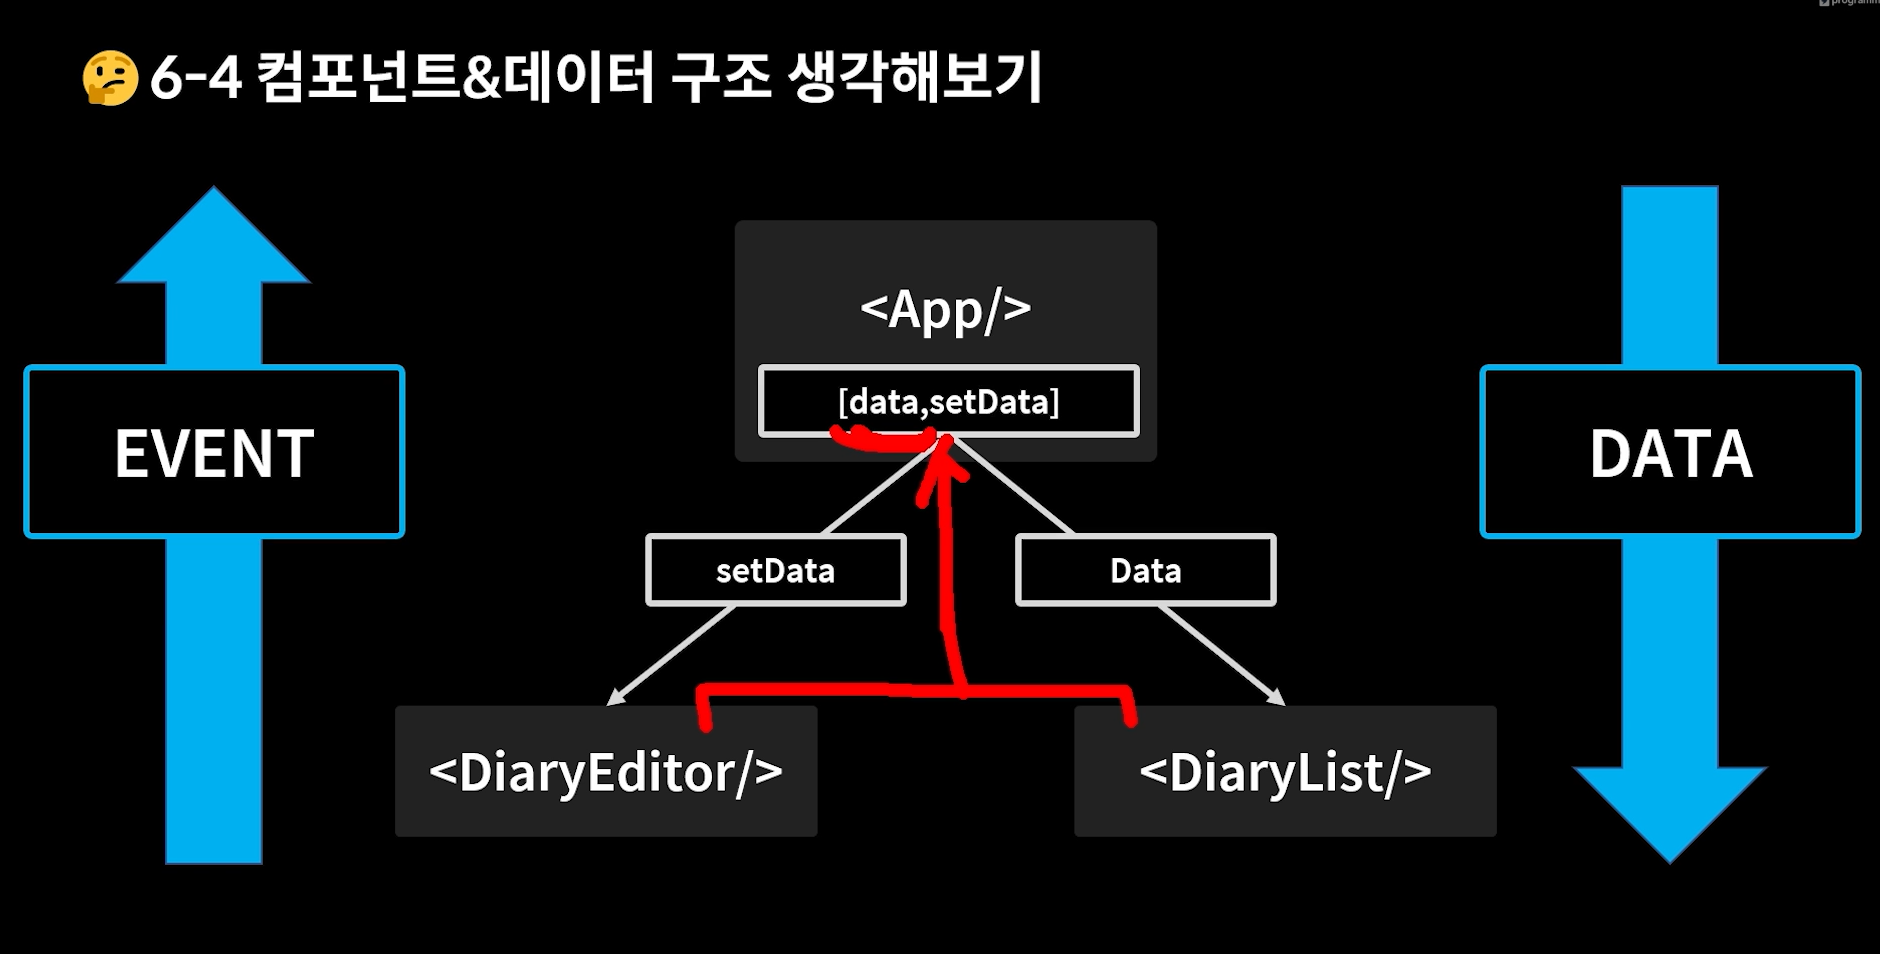 🤔 6-4 컴포넌트&데이터 구조 생각해보기
<App/>
[data,setData]
EVENT
DATA
setData
Data
<DiaryEditor/>
<DiaryList/>